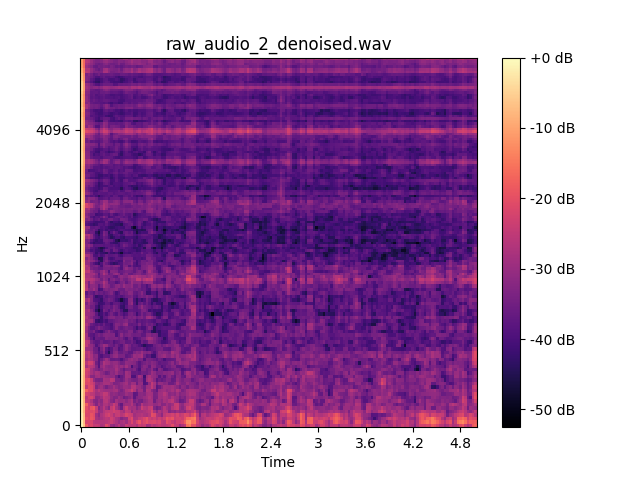 raw_audio_2_denoised.wav
Hz
4096
2048
1024
512
0
0 0.6 1.2 1.8 2.4 3 3.6 4.2 4.8
Time
+0 dB
-10 dB
-20 dB
-30 dB
-40 dB
-50 dB